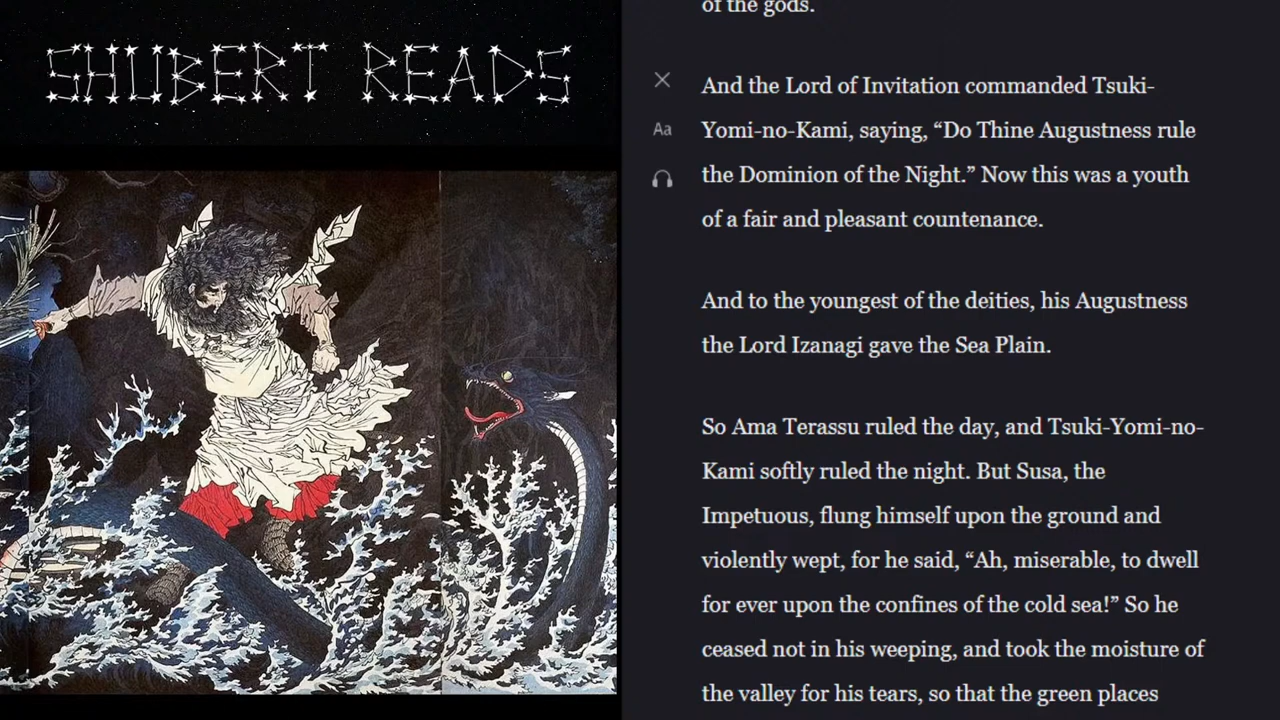 SHUBERT READS
of the gods.
And the Lord of Invitation commanded Tsuki-
Yomi-no-Kami, saying, “Do Thine Augustness rule
the Dominion of the Night.” Now this was a youth
of a fair and pleasant countenance.
And to the youngest of the deities, his Augustness
the Lord Izanagi gave the Sea Plain.
So Ama Terassu ruled the day, and Tsuki-Yomi-no-
Kami softly ruled the night. But Susa, the
Impetuous, flung himself upon the ground and
violently wept, for he said, “Ah, miserable, to dwell
for ever upon the confines of the cold sea!” So he
ceased not in his weeping, and took the moisture of
the valley for his tears, so that the green places
Aa